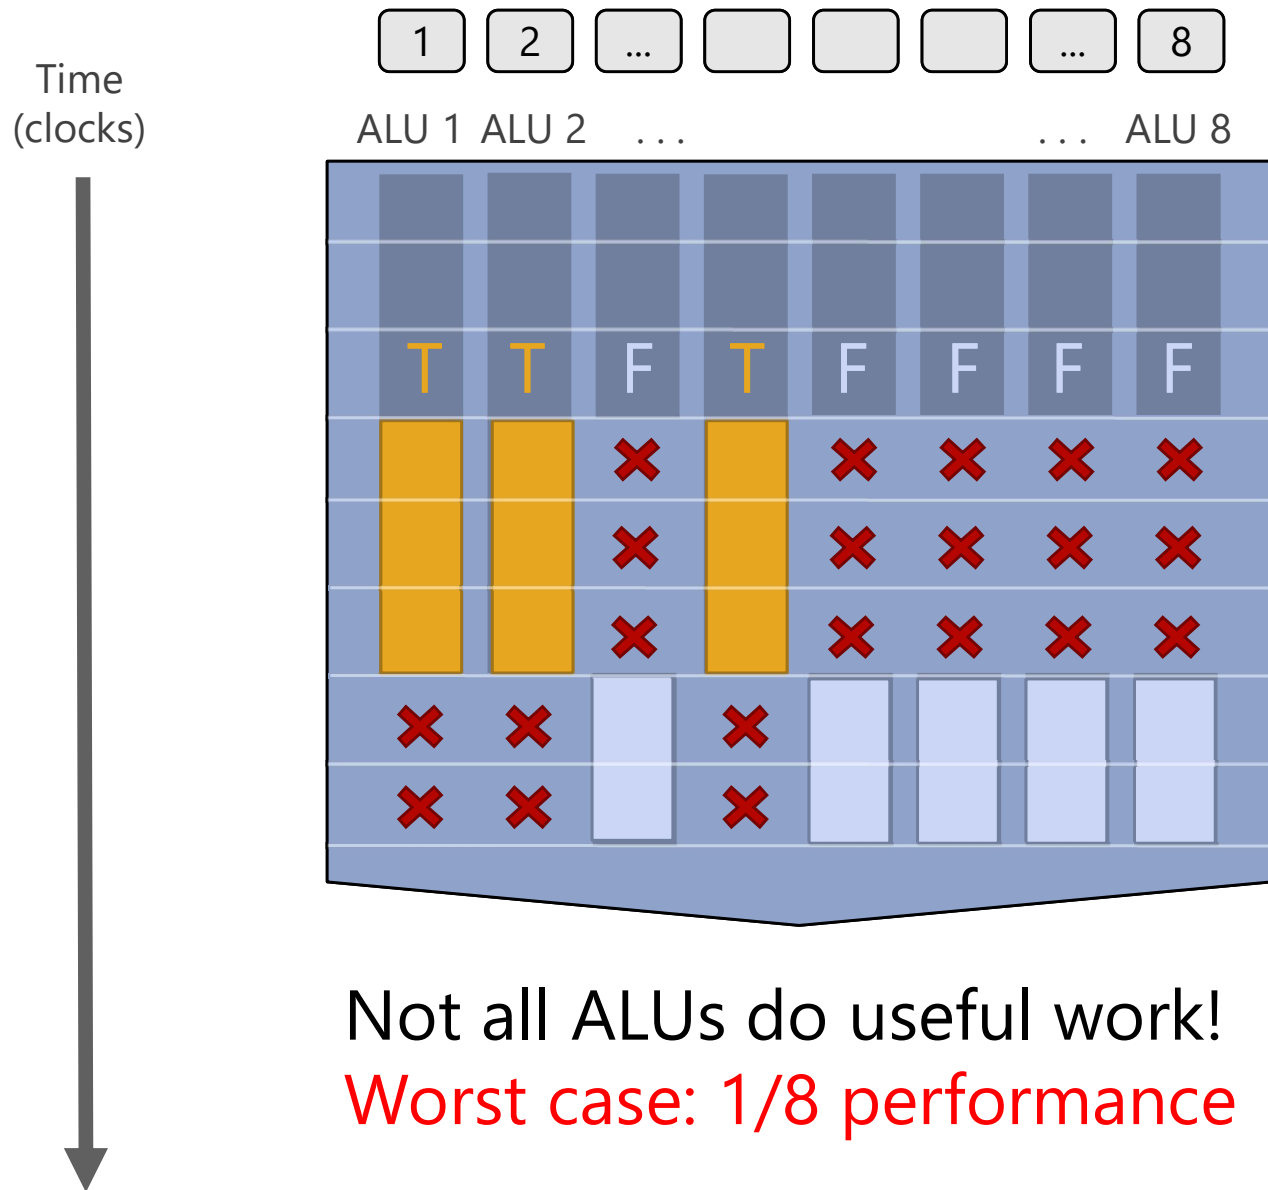 1 2 ... ... 8
Time
(clocks)
ALU 1 ALU 2 . . . . . . ALU 8
T T F T F F F F
Not all ALUs do useful work!
Worst case: 1/8 performance